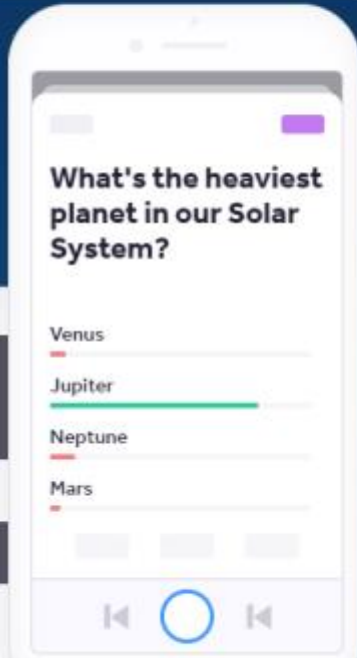 What's the heaviest
planet in our Solar
System?
Venus
Jupiter
Neptune
Mars